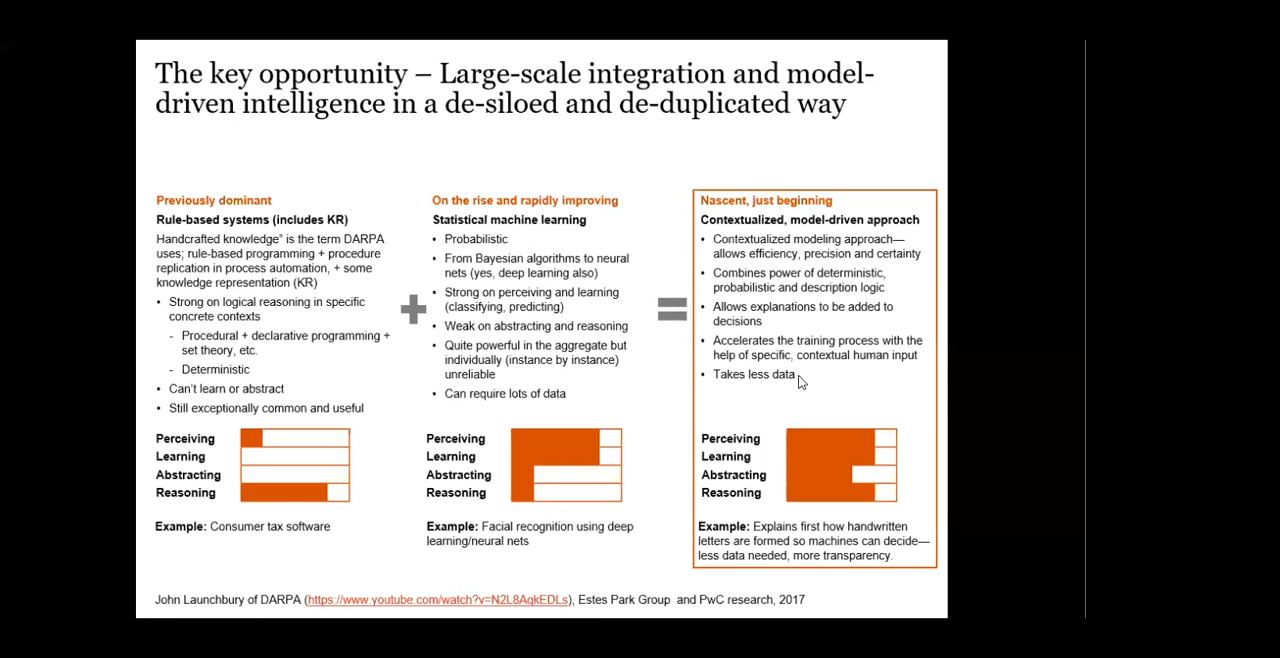 The key opportunity – Large-scale integration and model-
driven intelligence in a de-siloed and de-duplicated way
Previously dominant
Rule-based systems (includes KR)
Handcrafted knowledge” is the term DARPA
uses; rule-based programming + procedure
replication in process automation, + some
knowledge representation (KR)
• Strong on logical reasoning in specific
concrete contexts
- Procedural + declarative programming +
set theory, etc.
- Deterministic
• Can’t learn or abstract
• Still exceptionally common and useful
Perceiving
Learning
Abstracting
Reasoning
Example: Consumer tax software
+
On the rise and rapidly improving
Statistical machine learning
• Probabilistic
• From Bayesian algorithms to neural
nets (yes, deep learning also)
• Strong on perceiving and learning
(classifying, predicting)
• Weak on abstracting and reasoning
• Quite powerful in the aggregate but
individually (instance by instance)
unreliable
• Can require lots of data
Perceiving
Learning
Abstracting
Reasoning
Example: Facial recognition using deep
learning/neural nets
=
Nascent, just beginning
Contextualized, model-driven approach
• Contextualized modeling approach—
allows efficiency, precision and certainty
• Combines power of deterministic,
probabilistic and description logic
• Allows explanations to be added to
decisions
• Accelerates the training process with the
help of specific, contextual human input
• Takes less data
Perceiving
Learning
Abstracting
Reasoning
Example: Explains first how handwritten
letters are formed so machines can decide—
less data needed, more transparency.
John Launchbury of DARPA (https://www.youtube.com/watch?v=N2L8AqkEDLs), Estes Park Group and PwC research, 2017